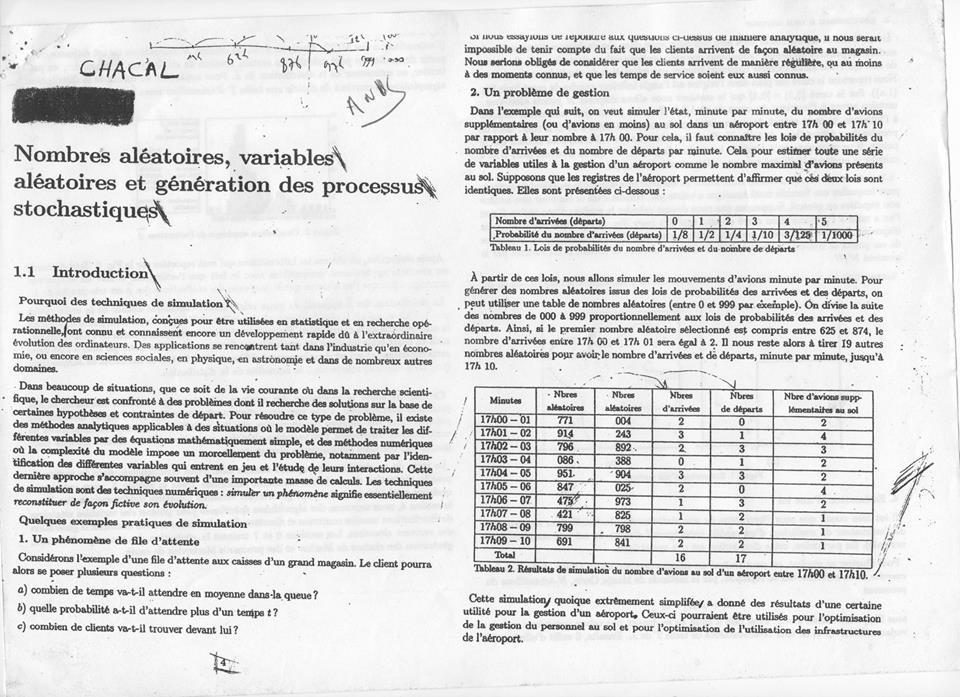 CHACAL
Nombres aléatoires, variables
aléatoires et génération des processus
stochastiques
1.1 Introduction
Pourquoi des techniques de simulation ?
Les méthodes de simulation, conçues pour être utilisées en statistique et en recherche opé-
rationnelle, ont connu et connaissent encore un développement rapide dû à l'extraordinaire
évolution des ordinateurs. Des applications se rencontrent tant dans l'industrie qu'en écono-
mie, ou encore en sciences sociales, en physique, en astronomie et dans de nombreux autres
domaines.
Dans beaucoup de situations, que ce soit de la vie courante où dans la recherche scienti-
fique, le chercheur est confronté à des problèmes dont il recherche des solutions sur la base de
certaines hypothèses et contraintes de départ. Pour résoudre ce type de problème, il existe
des méthodes analytiques applicables à des situations où le modèle permet de traiter les dif-
férentes variables par des équations mathématiquement simple, et des méthodes numériques
où la complexité du modèle impose un morcellement du problème, notamment par l'iden-
tification des différentes variables qui entrent en jeu et l'étude de leurs interactions. Cette
dernière approche s'accompagne souvent d'une importante masse de calculs. Les techniques
de simulation sont des techniques numériques : simuler un phénomène signifie essentiellement
reconstituer de façon fictive son évolution.
Quelques exemples pratiques de simulation
1. Un phénomène de file d'attente
Considérons l'exemple d'une file d'attente aux caisses d'un grand magasin. Le client pourra
alors se poser plusieurs questions :
a) combien de temps va-t-il attendre en moyenne dans la queue ?
b) quelle probabilité a-t-il d'attendre plus d'un temps t ?
c) combien de clients va-t-il trouver devant lui ?
4
Si nous essayions de répondre aux questions ci-dessus de manière analytique, il nous serait
impossible de tenir compte du fait que les clients arrivent de façon aléatoire au magasin.
Nous serions obligés de considérer que les clients arrivent de manière régulière, ou au moins
à des moments connus, et que les temps de service soient eux aussi connus.
2. Un problème de gestion
Dans l'exemple qui suit, on veut simuler l'état, minute par minute, du nombre d'avions
supplémentaires (ou d'avions en moins) au sol dans un aéroport entre 17h 00 et 17h 10
par rapport à leur nombre à 17h 00. Pour cela, il faut connaître les lois de probabilités du
nombre d'arrivées et du nombre de départs par minute. Cela pour estimer toute une série
de variables utiles à la gestion d'un aéroport comme le nombre maximal d'avions présents
au sol. Supposons que les registres de l'aéroport permettent d'affirmer que ces deux lois sont
identiques. Elles sont présentées ci-dessous :
Nombre d'arrivées (départs) 0 1 2 3 4 5
Probabilité du nombre d'arrivées (départs) 1/8 1/2 1/4 1/10 3/125 1/1000
Tableau 1. Lois de probabilités du nombre d'arrivées et du nombre de départs
À partir de ces lois, nous allons simuler les mouvements d'avions minute par minute. Pour
générer des nombres aléatoires issus des lois de probabilités des arrivées et des départs, on
peut utiliser une table de nombres aléatoires (entre 0 et 999 par exemple). On divise la suite
des nombres de 000 à 999 proportionnellement aux lois de probabilités des arrivées et des
départs. Ainsi, si le premier nombre aléatoire sélectionné est compris entre 625 et 874, le
nombre d'arrivées entre 17h 00 et 17h 01 sera égal à 2. Il nous reste alors à tirer 19 autres
nombres aléatoires pour avoir le nombre d'arrivées et de départs, minute par minute, jusqu'à
17h 10.
Minutes Nbres aléatoires Nbres aléatoires Nbres d'arrivées Nbres de départs Nbre d'avions supp-lémentaires au sol
17h00 – 01 771 004 2 0 2
17h01 – 02 914 243 3 1 4
17h02 – 03 796 892 2 3 3
17h03 – 04 086 388 0 1 2
17h04 – 05 951 904 3 3 2
17h05 – 06 847 025 2 0 4
17h06 – 07 475 973 1 3 2
17h07 – 08 421 825 1 2 1
17h08 – 09 799 798 2 2 1
17h09 – 10 691 841 2 2 1
Total 16 17
Tableau 2. Résultats de simulation du nombre d'avions au sol d'un aéroport entre 17h00 et 17h10.
Cette simulation, quoique extrêmement simplifiée, a donné des résultats d'une certaine
utilité pour la gestion d'un aéroport. Ceux-ci pourraient être utilisés pour l'optimisation
de la gestion du personnel au sol et pour l'optimisation de l'utilisation des infrastructures
de l'aéroport.